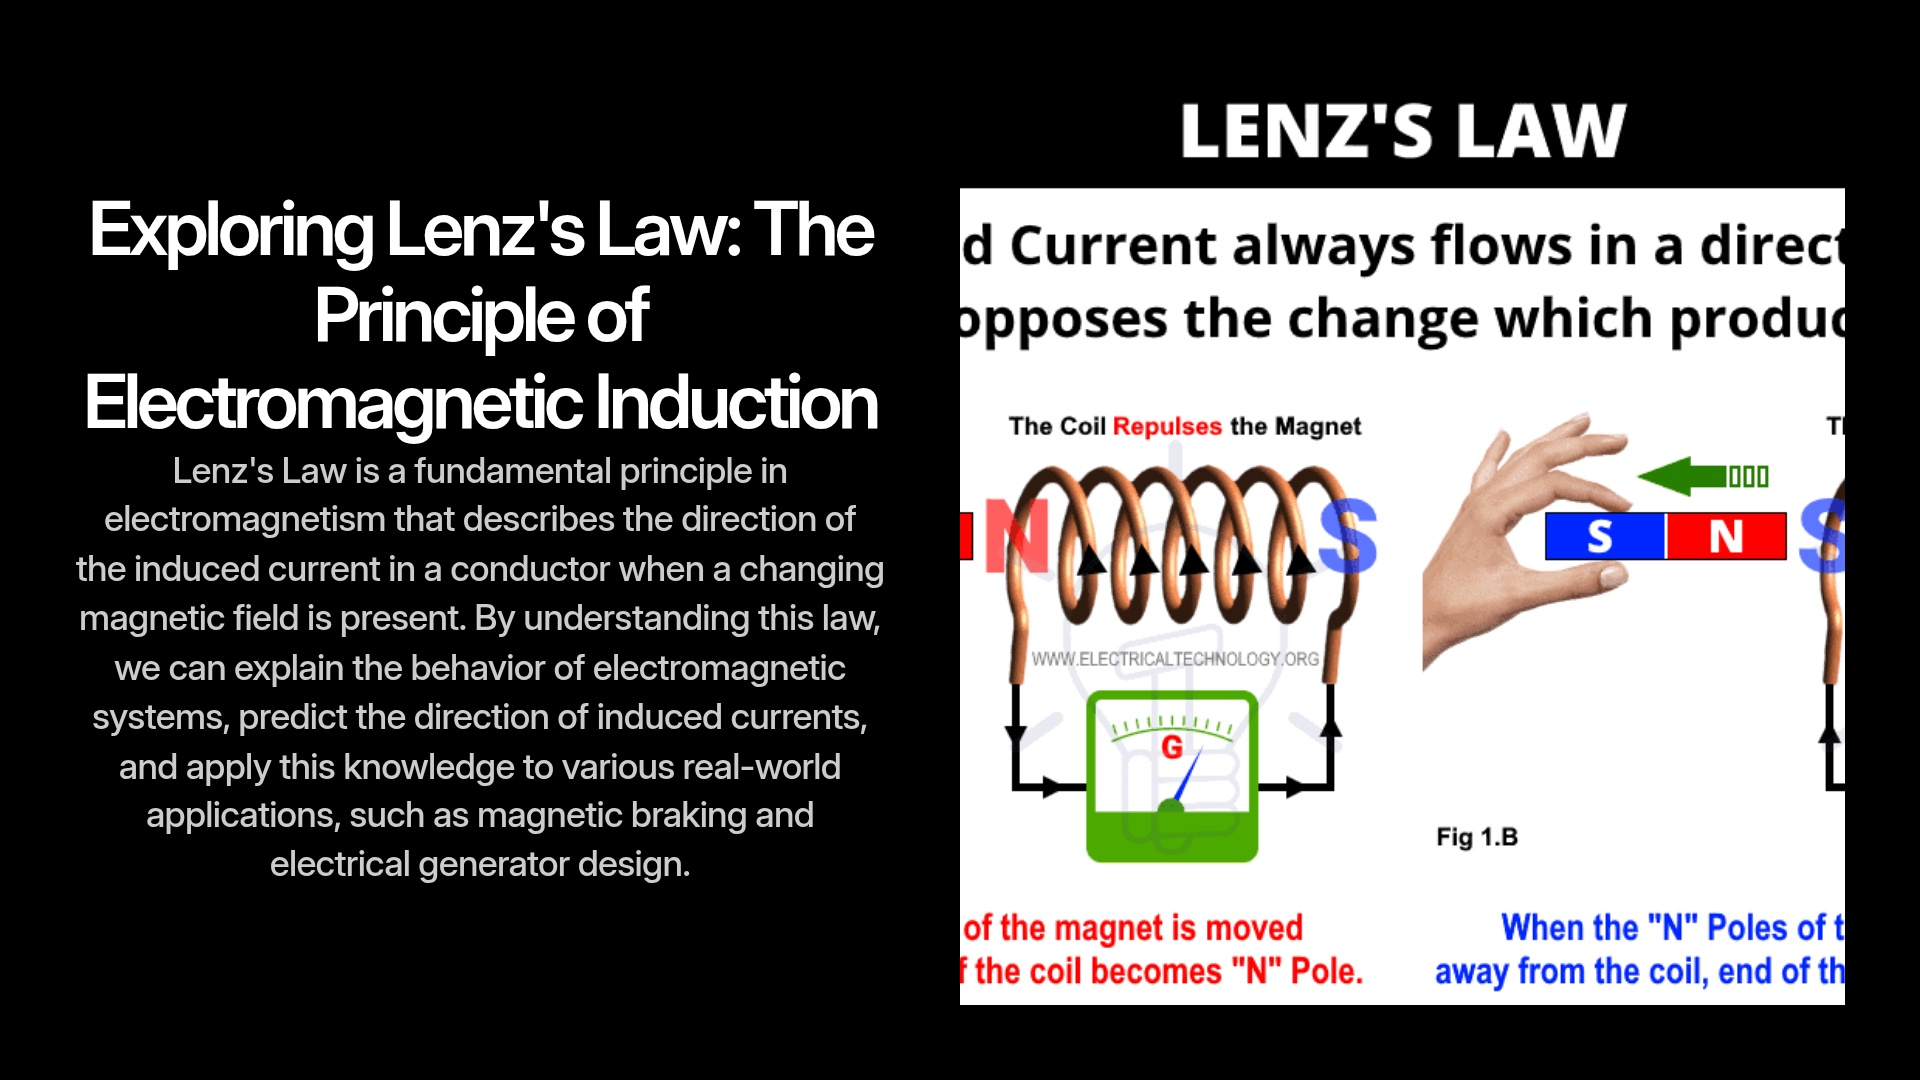 Exploring Lenz's Law: The
Principle of
Electromagnetic Induction
Lenz's Law is a fundamental principle in
electromagnetism that describes the direction of
the induced current in a conductor when a changing
magnetic field is present. By understanding this law,
we can explain the behavior of electromagnetic
systems, predict the direction of induced currents,
and apply this knowledge to various real-world
applications, such as magnetic braking and
electrical generator design.
LENZ'S LAW
d Current always flows in a direct
opposes the change which produc
The Coil Repulses the Magnet
N
S
WWW.ELECTRICALTECHNOLOGY.ORG
G
S N
S
Fig 1.B
of the magnet is moved
f the coil becomes "N" Pole.
When the "N" Poles of t
away from the coil, end of th